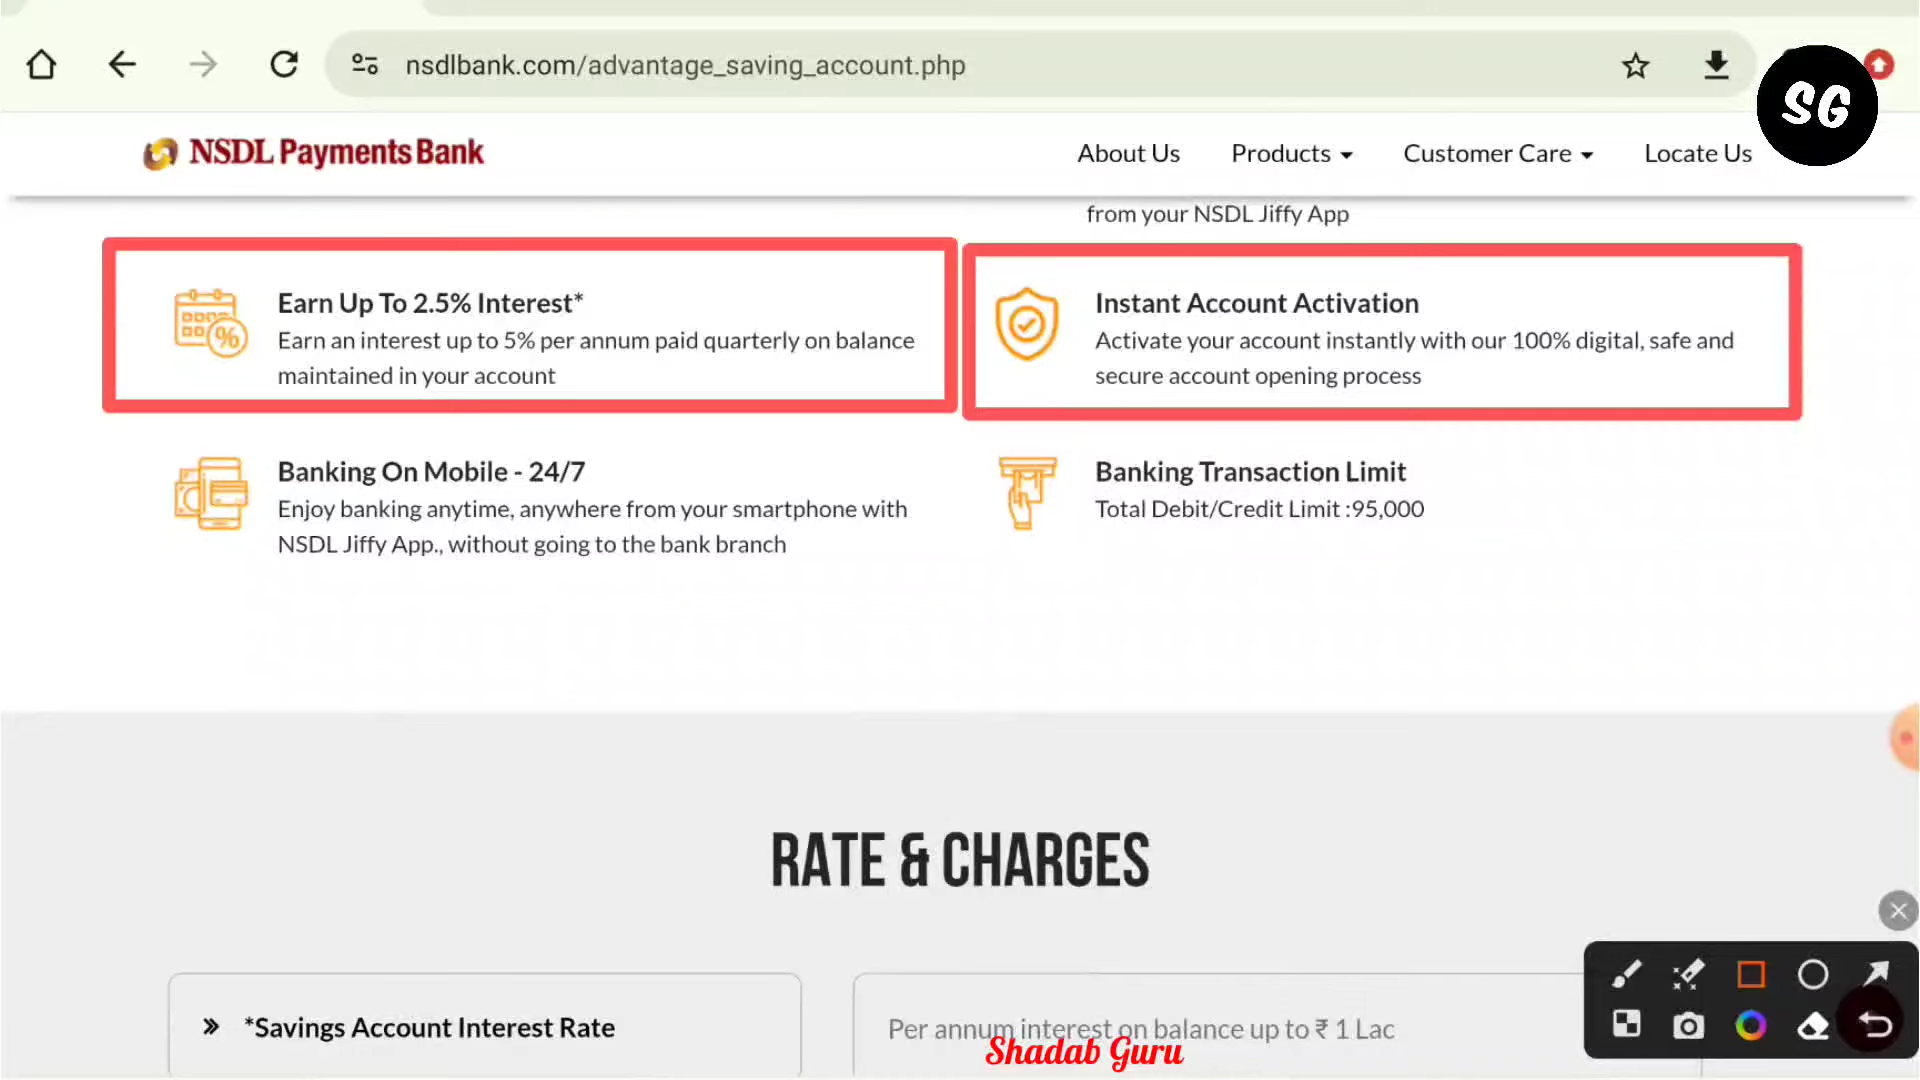 nsdlbank.com/advantage_saving_account.php
SG
NSDL Payments Bank
About Us
Products
Customer Care
Locate Us
from your NSDL Jiffy App
Earn Up To 2.5% Interest*
Earn an interest up to 5% per annum paid quarterly on balance
maintained in your account
Instant Account Activation
Activate your account instantly with our 100% digital, safe and
secure account opening process
Banking On Mobile - 24/7
Enjoy banking anytime, anywhere from your smartphone with
NSDL Jiffy App., without going to the bank branch
Banking Transaction Limit
Total Debit/Credit Limit :95,000
RATE & CHARGES
*Savings Account Interest Rate
Per annum interest on balance up to ₹ 1 Lac
Shadab Guru